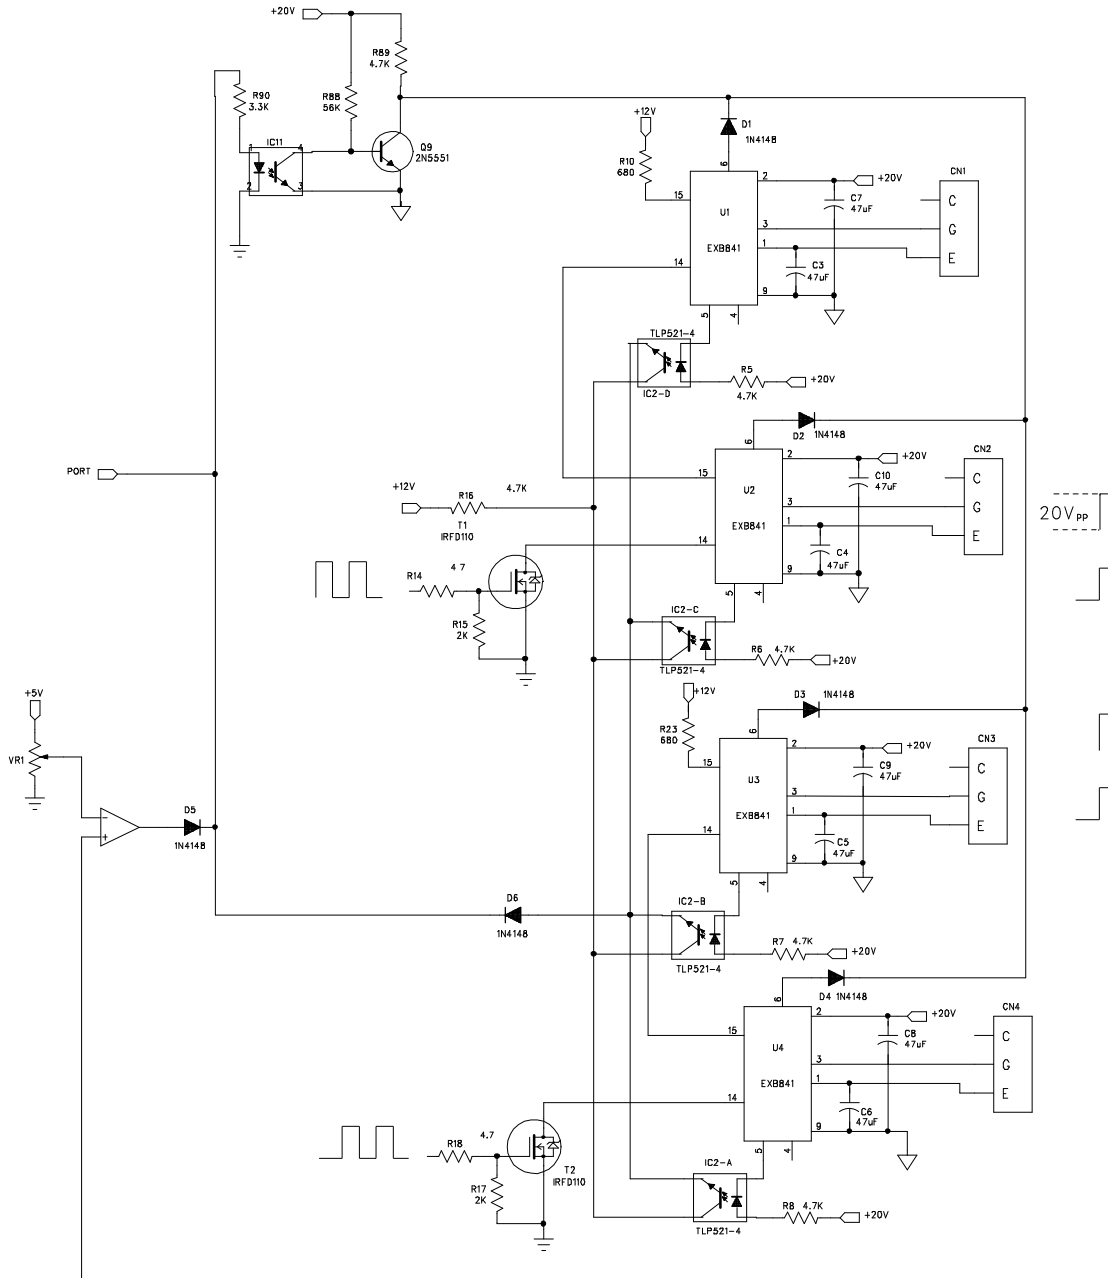 +20V
R89
4.7K
R90
3.3K
R88
56K
IC11
1
4
2
3
Q9
2N5551
+12V
D1
1N4148
R10
680
6
15
2
+20V
C7
47uF
CN1
C
U1
3
G
EXB841
1
E
14
C3
47uF
9
5
4
TLP521-4
IC2-D
R5
4.7K
+20V
D2
1N4148
6
2
+20V
CN2
15
C10
47uF
C
U2
PORT
+12V
R16
4.7K
3
G
20Vpp
T1
IRFD110
EXB841
1
E
14
C4
47uF
9
R14
4 7
5
4
R15
2K
IC2-C
R6
4.7K
+20V
TLP521-4
+5V
+12V
D3
1N4148
R23
680
6
2
+20V
CN3
VR1
15
C9
47uF
C
U3
3
G
D5
EXB841
1
E
-
+
1N4148
14
C5
47uF
9
5
4
D6
1N4148
IC2-B
R7
4.7K
+20V
TLP521-4
6
D4
1N4148
2
+20V
CN4
15
C8
47uF
C
U4
3
G
EXB841
1
E
14
C6
47uF
9
R18
4.7
5
4
T2
IRFD110
R17
2K
IC2-A
R8
4.7K
+20V
TLP521-4